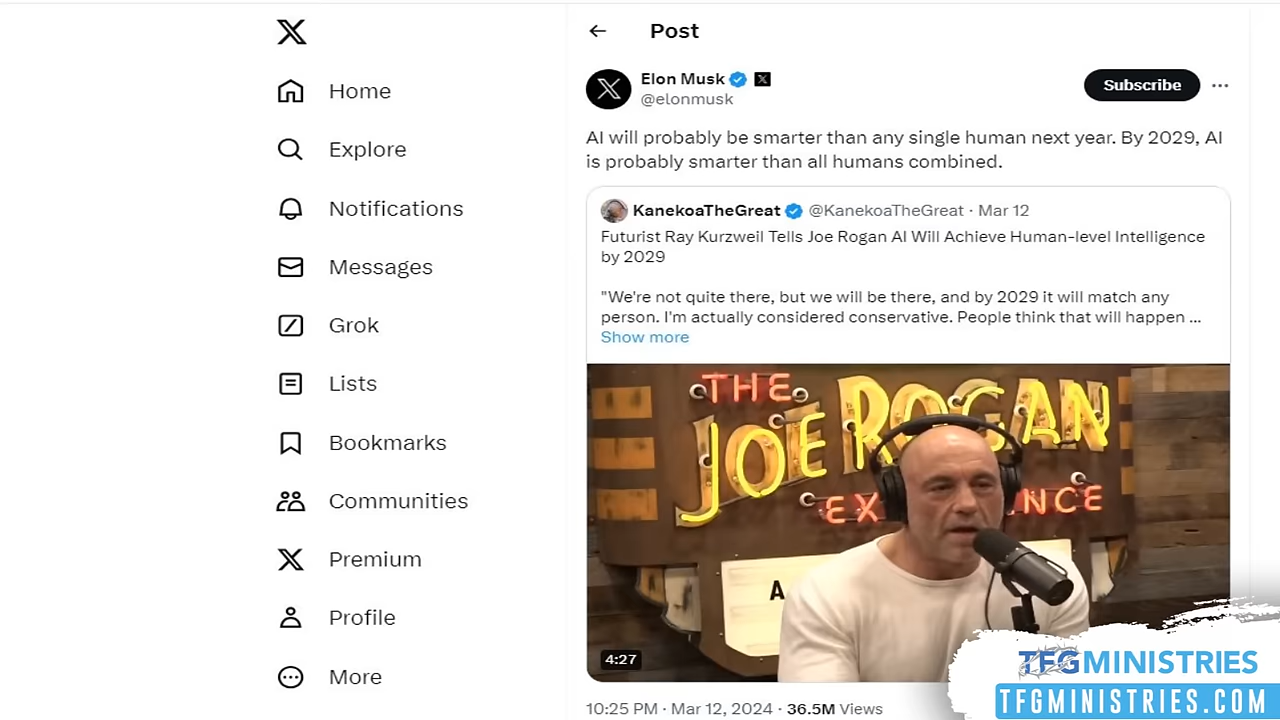 Home
Explore
Notifications
Messages
Grok
Lists
Bookmarks
Communities
Premium
Profile
More
Post
Elon Musk
@elonmusk
Subscribe
AI will probably be smarter than any single human next year. By 2029, AI
is probably smarter than all humans combined.
KanekoaTheGreat @KanekoaTheGreat · Mar 12
Futurist Ray Kurzweil Tells Joe Rogan AI Will Achieve Human-level Intelligence
by 2029
"We're not quite there, but we will be there, and by 2029 it will match any
person. I'm actually considered conservative. People think that will happen ...
Show more
THE
JOE ROGAN
EX NCE
A
4:27
10:25 PM · Mar 12, 2024 · 36.5M Views
TFGMINISTRIES
TFGMINISTRIES.COM